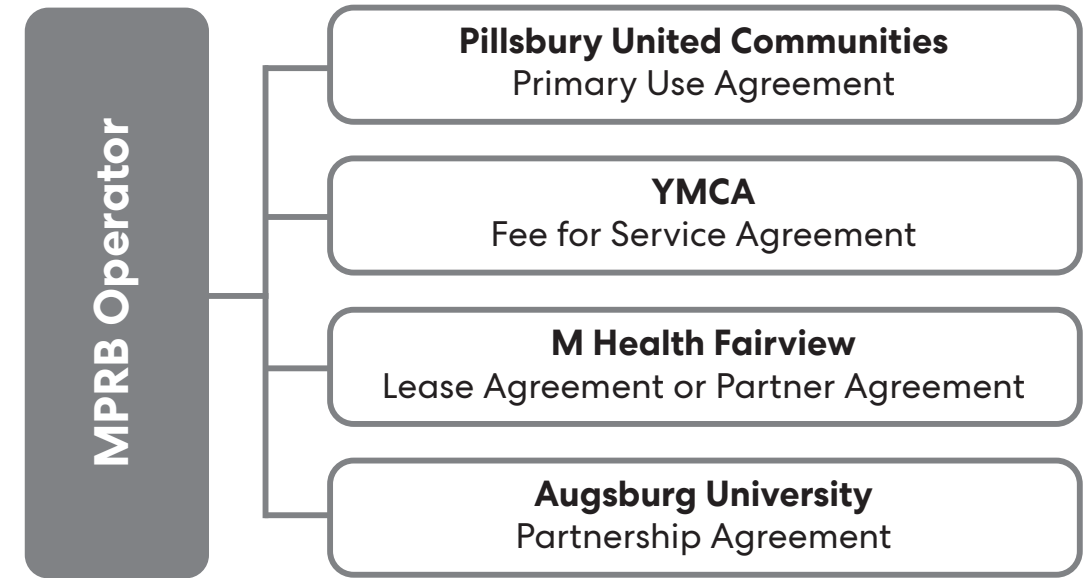 MPRB Operator
Pillsbury United Communities
Primary Use Agreement
YMCA
Fee for Service Agreement
M Health Fairview
Lease Agreement or Partner Agreement
Augsburg University
Partnership Agreement